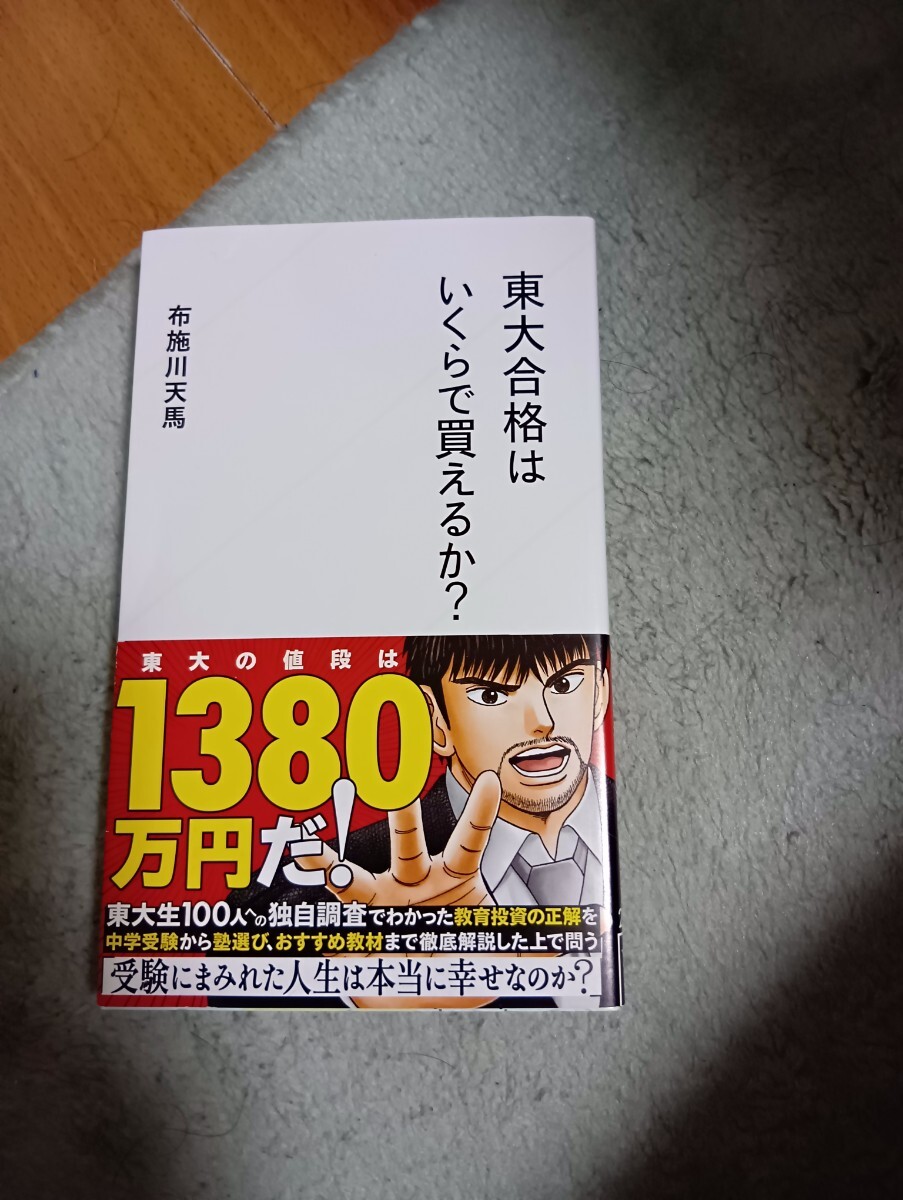 東大合格は
いくらで買えるか?
布施川天馬
東大の値段は
1380
万円だ!
東大生100人への独自調査でわかった教育投資の正解を
中学受験から塾選び、おすすめ教材まで徹底解説した上で問う
受験にまみれた人生は本当に幸せなのか?